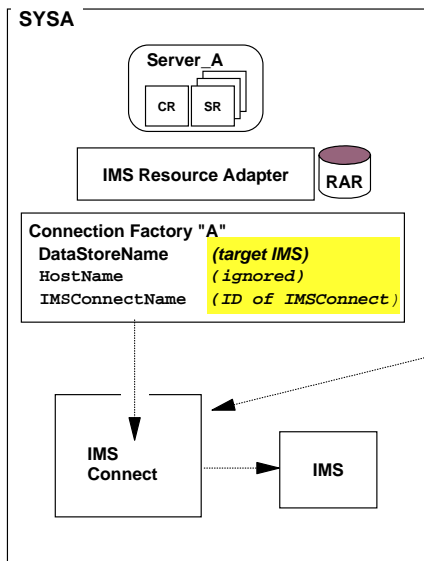 SYSA
Server_A
CR SR
IMS Resource Adapter
RAR
Connection Factory "A"
DataStoreName (target IMS)
HostName (ignored)
IMSConnectName (ID of IMSConnect)
IMS
Connect
IMS